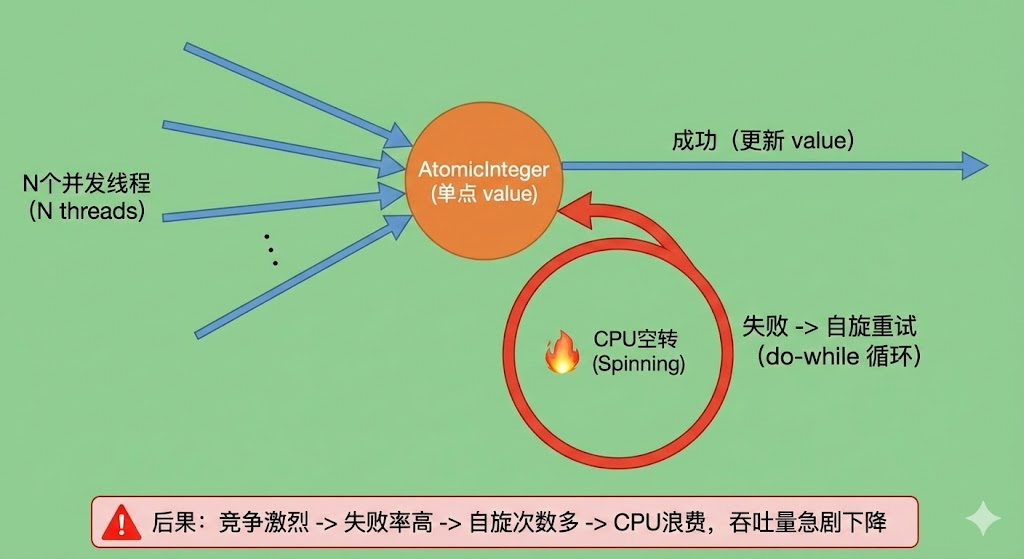 N个并发线程
（N threads）
AtomicInteger
(单点 value)
成功（更新 value）
CPU空转
(Spinning)
失败 -> 自旋重试
（do-while 循环）
后果：竞争激烈 -> 失败率高 -> 自旋次数多 -> CPU浪费，吞吐量急剧下降